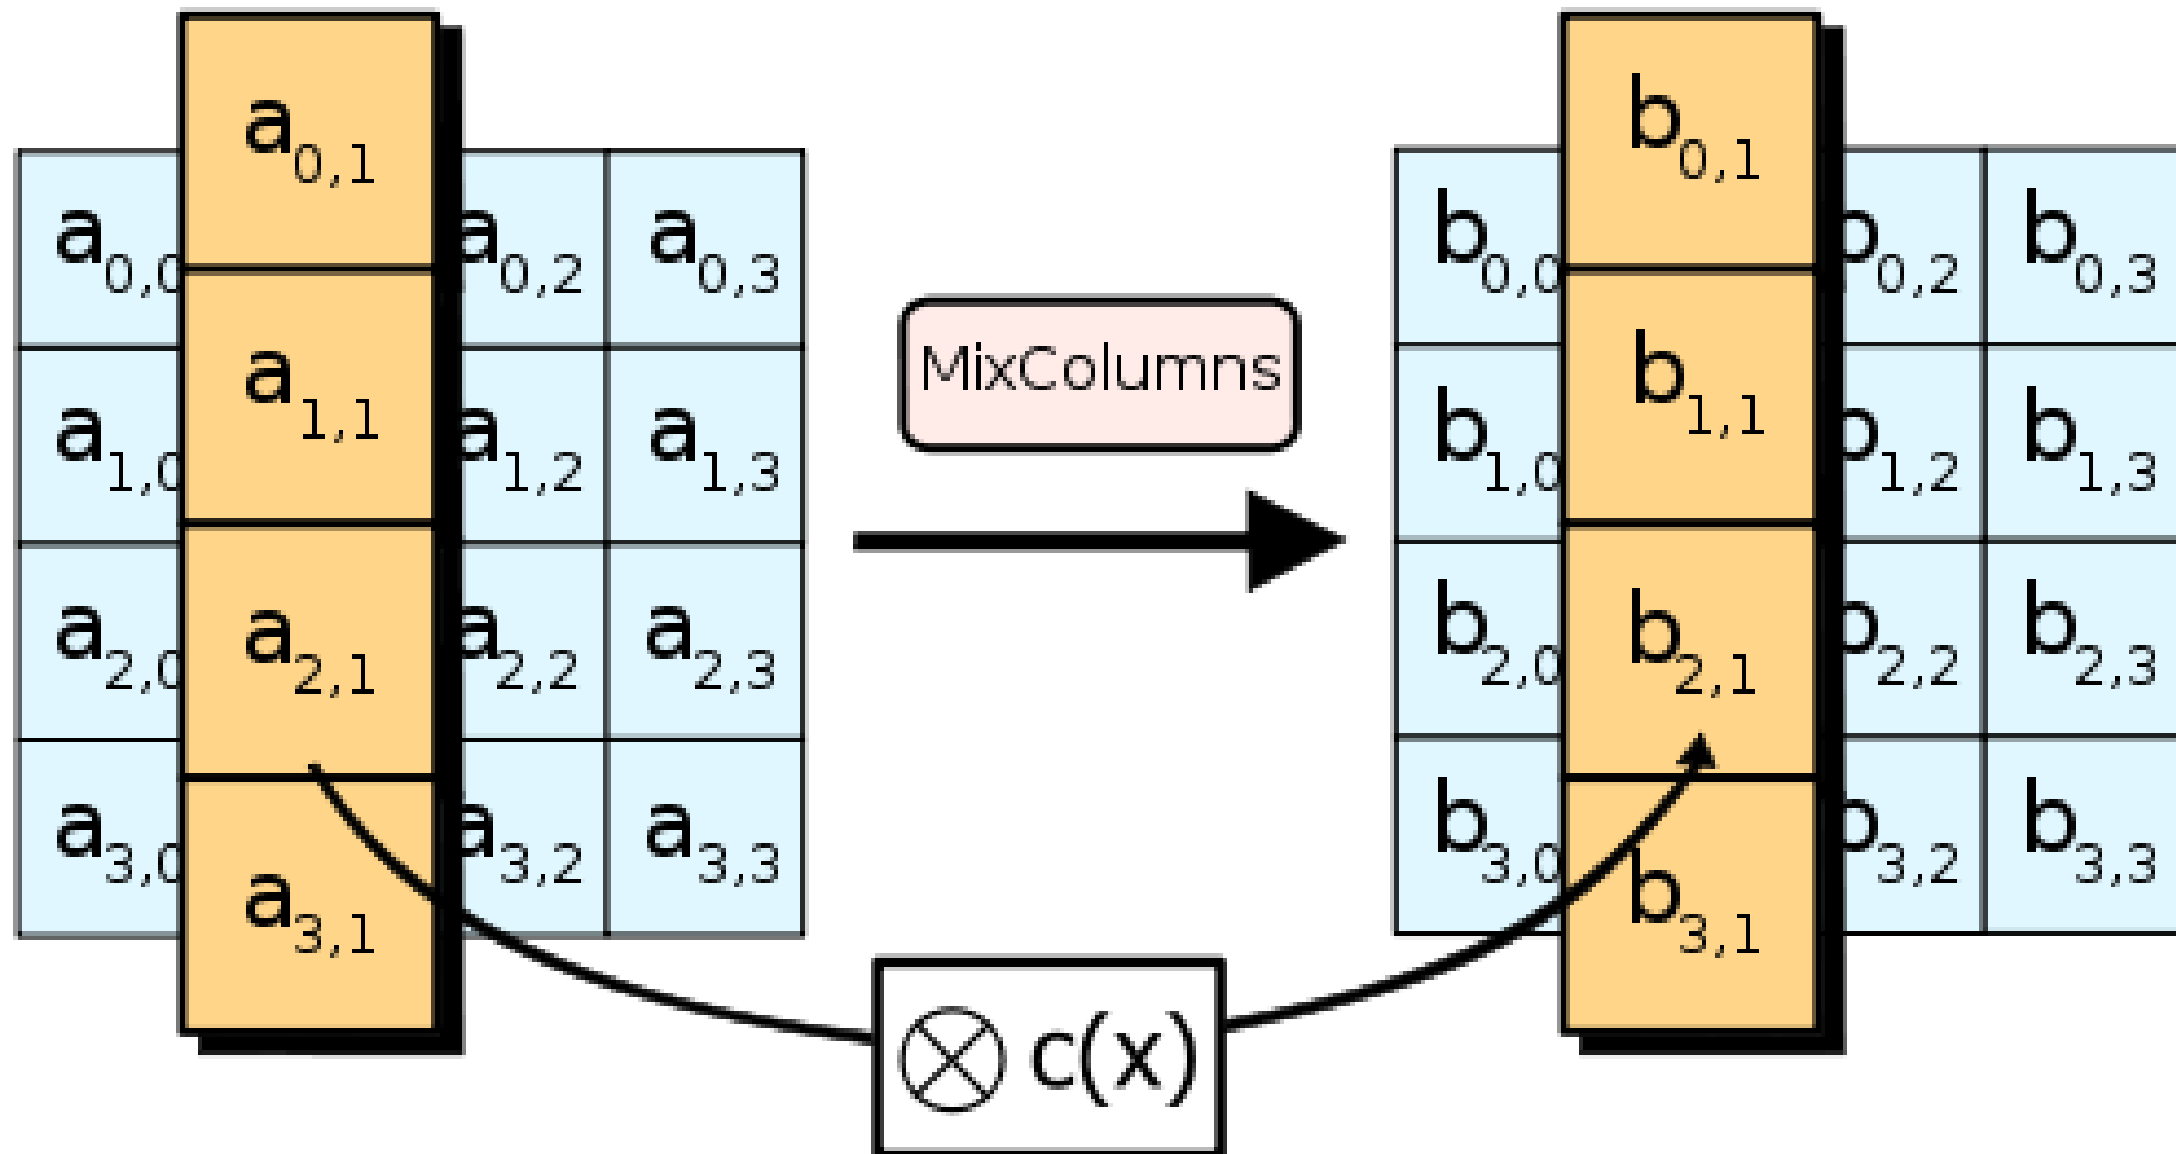 a0,1
a0,0 a0,2 a0,3
a1,1
a1,0 a1,2 a1,3
a2,1
a2,0 a2,2 a2,3
a3,1
a3,0 a3,2 a3,3
MixColumns
b0,1
b0,0 b0,2 b0,3
b1,1
b1,0 b1,2 b1,3
b2,1
b2,0 b2,2 b2,3
b3,1
b3,0 b3,2 b3,3
⊗ c(x)